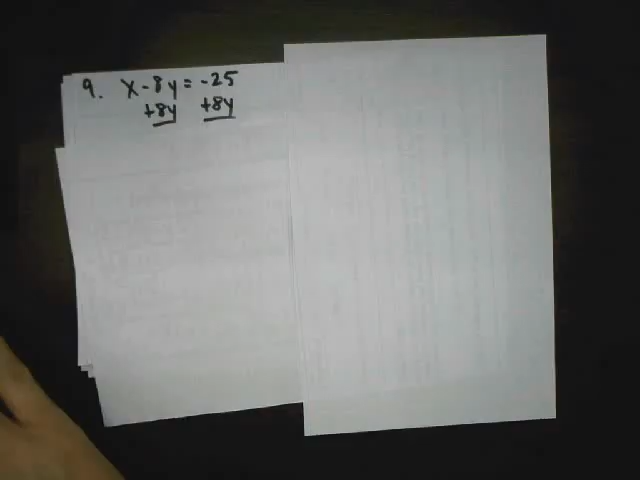 9. x - 8y = -25
+8y +8y